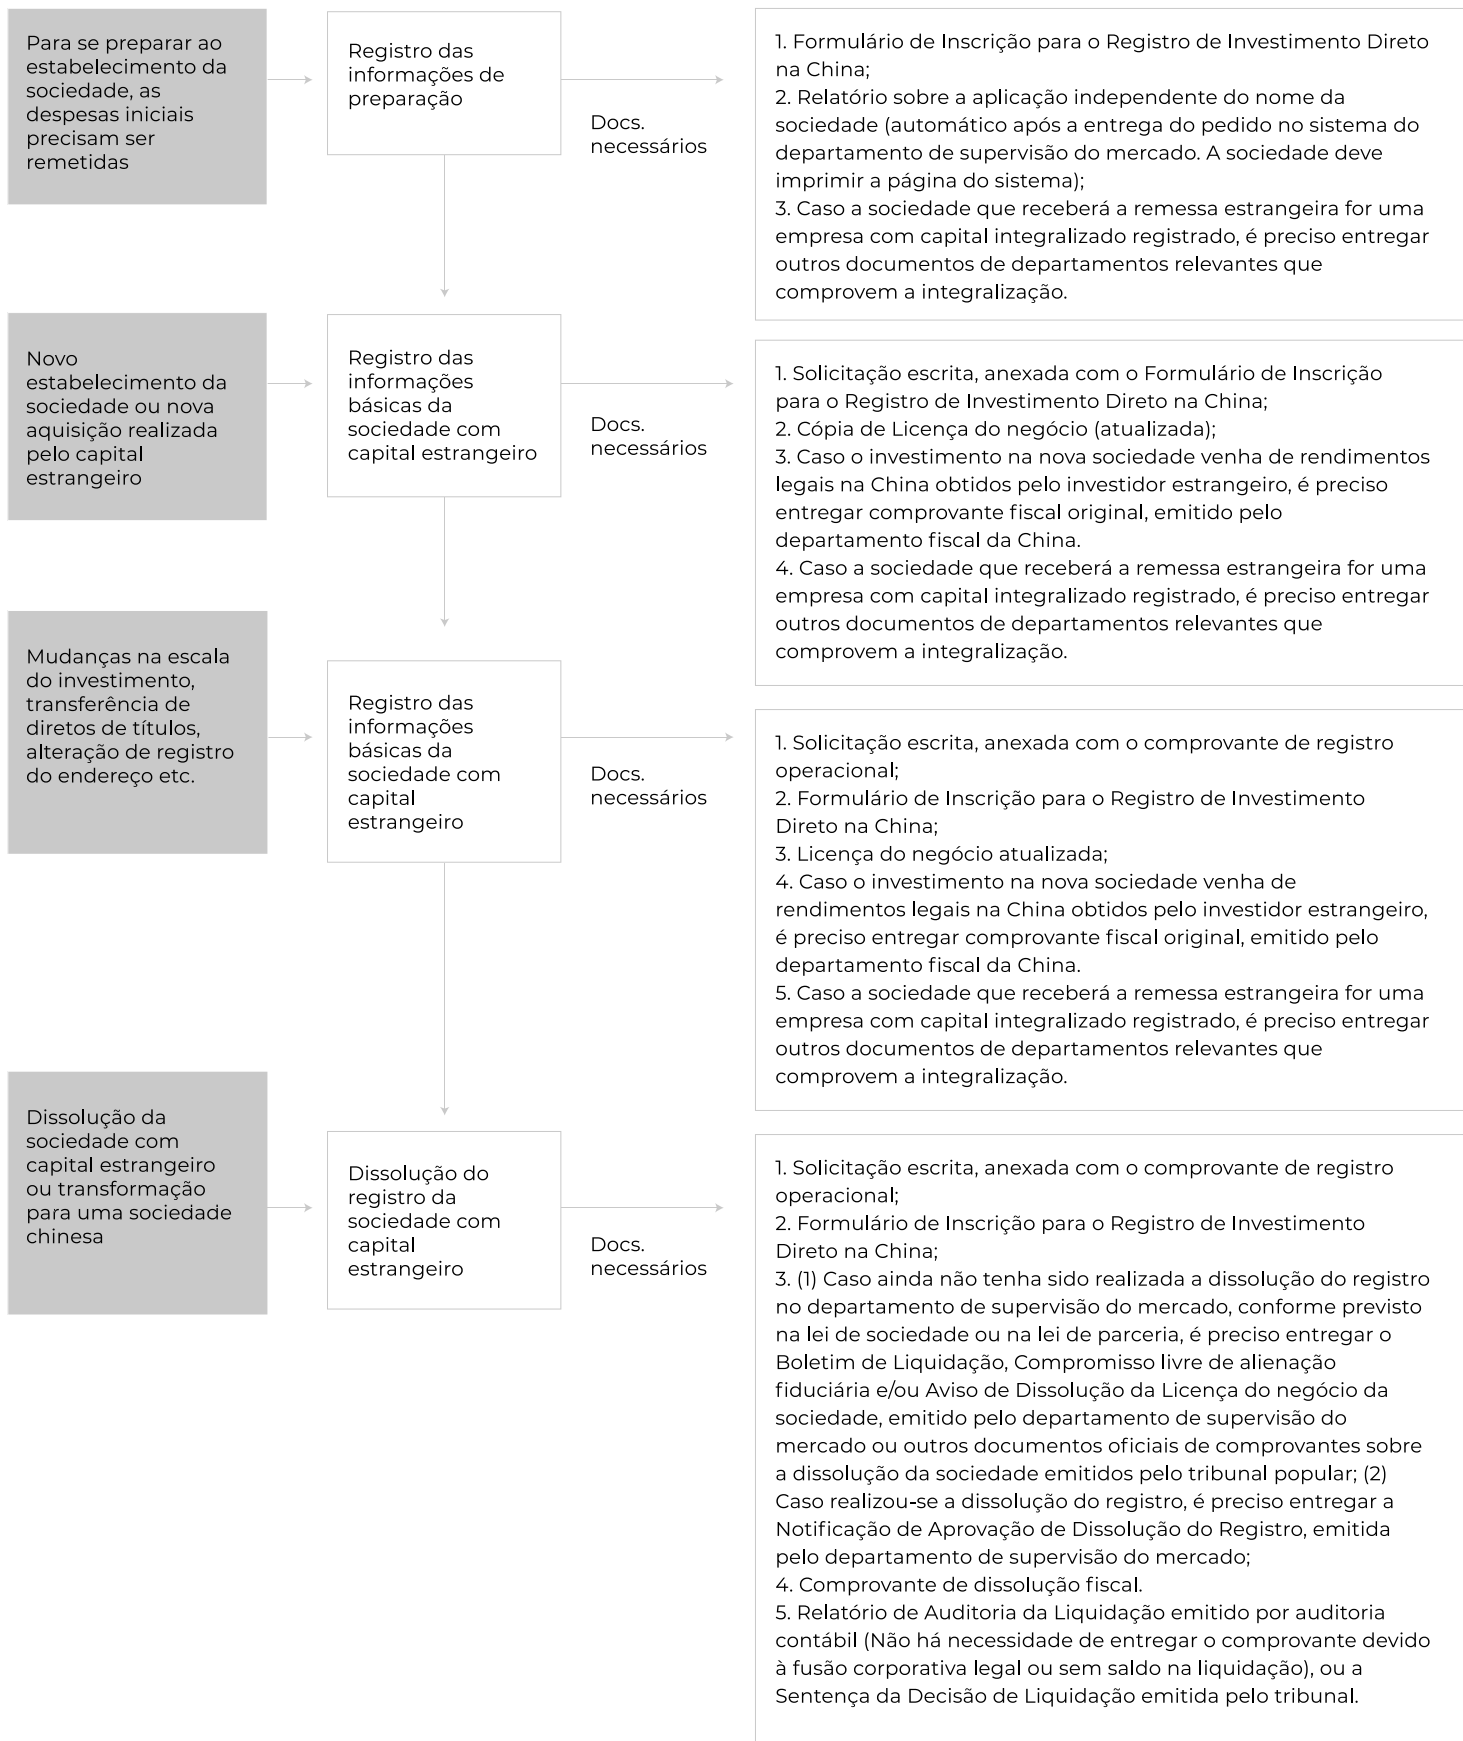 Para se preparar ao
estabelecimento da
sociedade, as
despesas iniciais
precisam ser
remetidas
Registro das
informações de
preparação
Docs.
necessários
1. Formulário de Inscrição para o Registro de Investimento Direto
na China;
2. Relatório sobre a aplicação independente do nome da
sociedade (automático após a entrega do pedido no sistema do
departamento de supervisão do mercado. A sociedade deve
imprimir a página do sistema);
3. Caso a sociedade que receberá a remessa estrangeira for uma
empresa com capital integralizado registrado, é preciso entregar
outros documentos de departamentos relevantes que
comprovem a integralização.
Novo
estabelecimento da
sociedade ou nova
aquisição realizada
pelo capital
estrangeiro
Registro das
informações
básicas da
sociedade com
capital estrangeiro
Docs.
necessários
1. Solicitação escrita, anexada com o Formulário de Inscrição
para o Registro de Investimento Direto na China;
2. Cópia de Licença do negócio (atualizada);
3. Caso o investimento na nova sociedade venha de rendimentos
legais na China obtidos pelo investidor estrangeiro, é preciso
entregar comprovante fiscal original, emitido pelo
departamento fiscal da China.
4. Caso a sociedade que receberá a remessa estrangeira for uma
empresa com capital integralizado registrado, é preciso entregar
outros documentos de departamentos relevantes que
comprovem a integralização.
Mudanças na escala
do investimento,
transferência de
diretos de títulos,
alteração de registro
do endereço etc.
Registro das
informações
básicas da
sociedade com
capital
estrangeiro
Docs.
necessários
1. Solicitação escrita, anexada com o comprovante de registro
operacional;
2. Formulário de Inscrição para o Registro de Investimento
Direto na China;
3. Licença do negócio atualizada;
4. Caso o investimento na nova sociedade venha de
rendimentos legais na China obtidos pelo investidor estrangeiro,
é preciso entregar comprovante fiscal original, emitido pelo
departamento fiscal da China.
5. Caso a sociedade que receberá a remessa estrangeira for uma
empresa com capital integralizado registrado, é preciso entregar
outros documentos de departamentos relevantes que
comprovem a integralização.
Dissolução da
sociedade com
capital estrangeiro
ou transformação
para uma sociedade
chinesa
Dissolução do
registro da
sociedade com
capital
estrangeiro
Docs.
necessários
1. Solicitação escrita, anexada com o comprovante de registro
operacional;
2. Formulário de Inscrição para o Registro de Investimento
Direto na China;
3. (1) Caso ainda não tenha sido realizada a dissolução do registro
no departamento de supervisão do mercado, conforme previsto
na lei de sociedade ou na lei de parceria, é preciso entregar o
Boletim de Liquidação, Compromisso livre de alienação
fiduciária e/ou Aviso de Dissolução da Licença do negócio da
sociedade, emitido pelo departamento de supervisão do
mercado ou outros documentos oficiais de comprovantes sobre
a dissolução da sociedade emitidos pelo tribunal popular; (2)
Caso realizou-se a dissolução do registro, é preciso entregar a
Notificação de Aprovação de Dissolução do Registro, emitida
pelo departamento de supervisão do mercado;
4. Comprovante de dissolução fiscal.
5. Relatório de Auditoria da Liquidação emitido por auditoria
contábil (Não há necessidade de entregar o comprovante devido
à fusão corporativa legal ou sem saldo na liquidação), ou a
Sentença da Decisão de Liquidação emitida pelo tribunal.